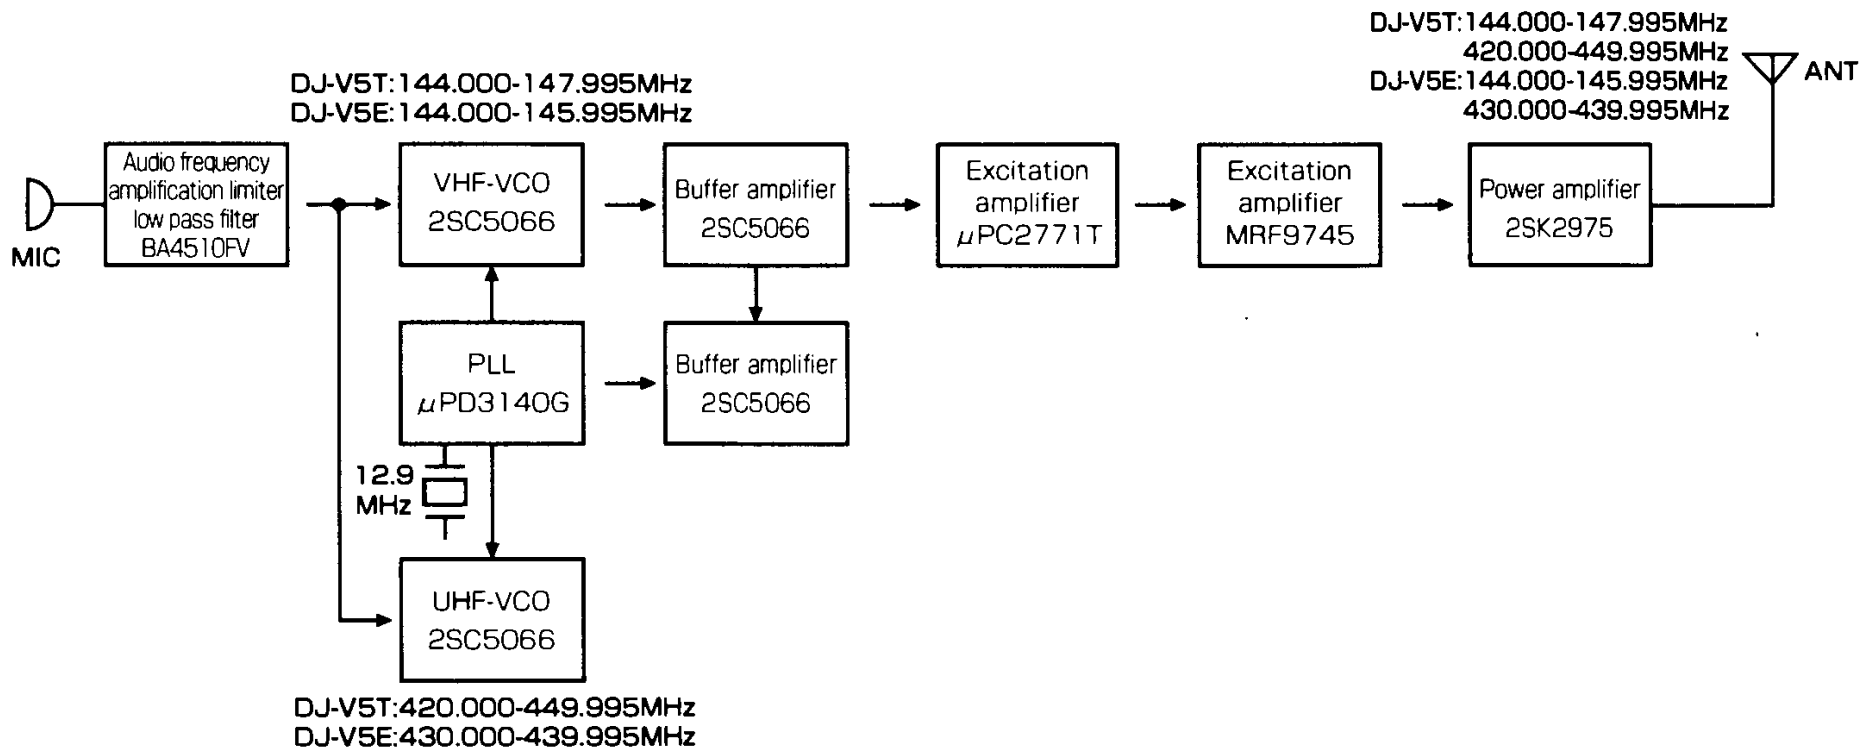 DJ-V5T:144.000-147.995MHz
420.000-449.995MHz
DJ-V5E:144.000-145.995MHz
430.000-439.995MHz
ANT
DJ-V5T:144.000-147.995MHz
DJ-V5E:144.000-145.995MHz
MIC
Audio frequency
amplification limiter
low pass filter
BA4510FV
VHF-VCO
2SC5066
Buffer amplifier
2SC5066
Excitation
amplifier
μPC2771T
Excitation
amplifier
MRF9745
Power amplifier
2SK2975
PLL
μPD3140G
Buffer amplifier
2SC5066
12.9
MHz
UHF-VCO
2SC5066
DJ-V5T:420.000-449.995MHz
DJ-V5E:430.000-439.995MHz